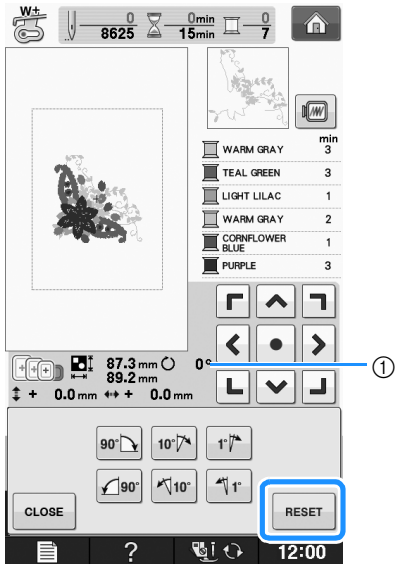 W±
0 0min 0
8625 15min 7
min
WARM GRAY 3
TEAL GREEN 3
LIGHT LILAC 1
WARM GRAY 2
CORNFLOWER
BLUE 1
PURPLE 3
87.3 mm 0°
89.2 mm
+ 0.0 mm + 0.0 mm
①
90° 10° 1°
90° 10° 1°
CLOSE RESET
? 12:00